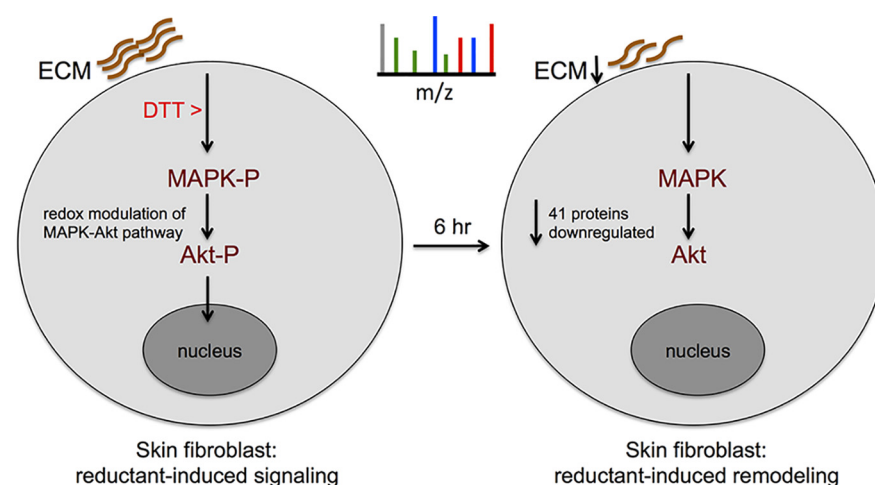 ECM
DTT >
MAPK-P
redox modulation of
MAPK-Akt pathway
Akt-P
nucleus
Skin fibroblast:
reductant-induced signaling
m/z
6 hr
ECM
MAPK
41 proteins
downregulated
Akt
nucleus
Skin fibroblast:
reductant-induced remodeling